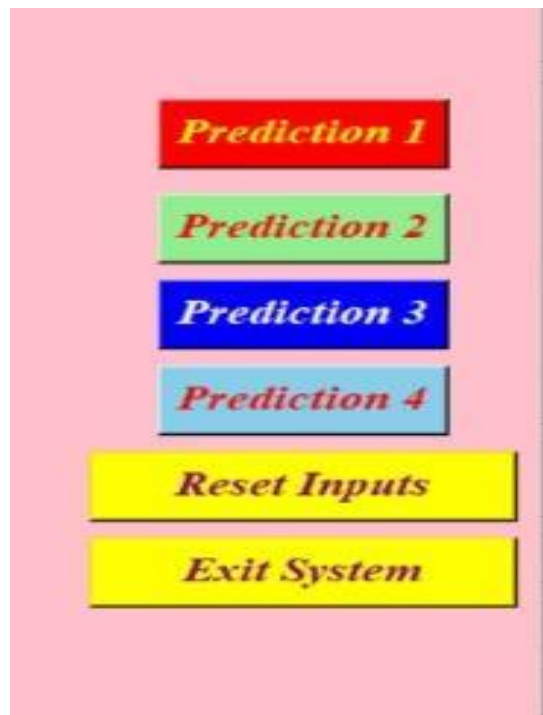 Prediction 1
Prediction 2
Prediction 3
Prediction 4
Reset Inputs
Exit System